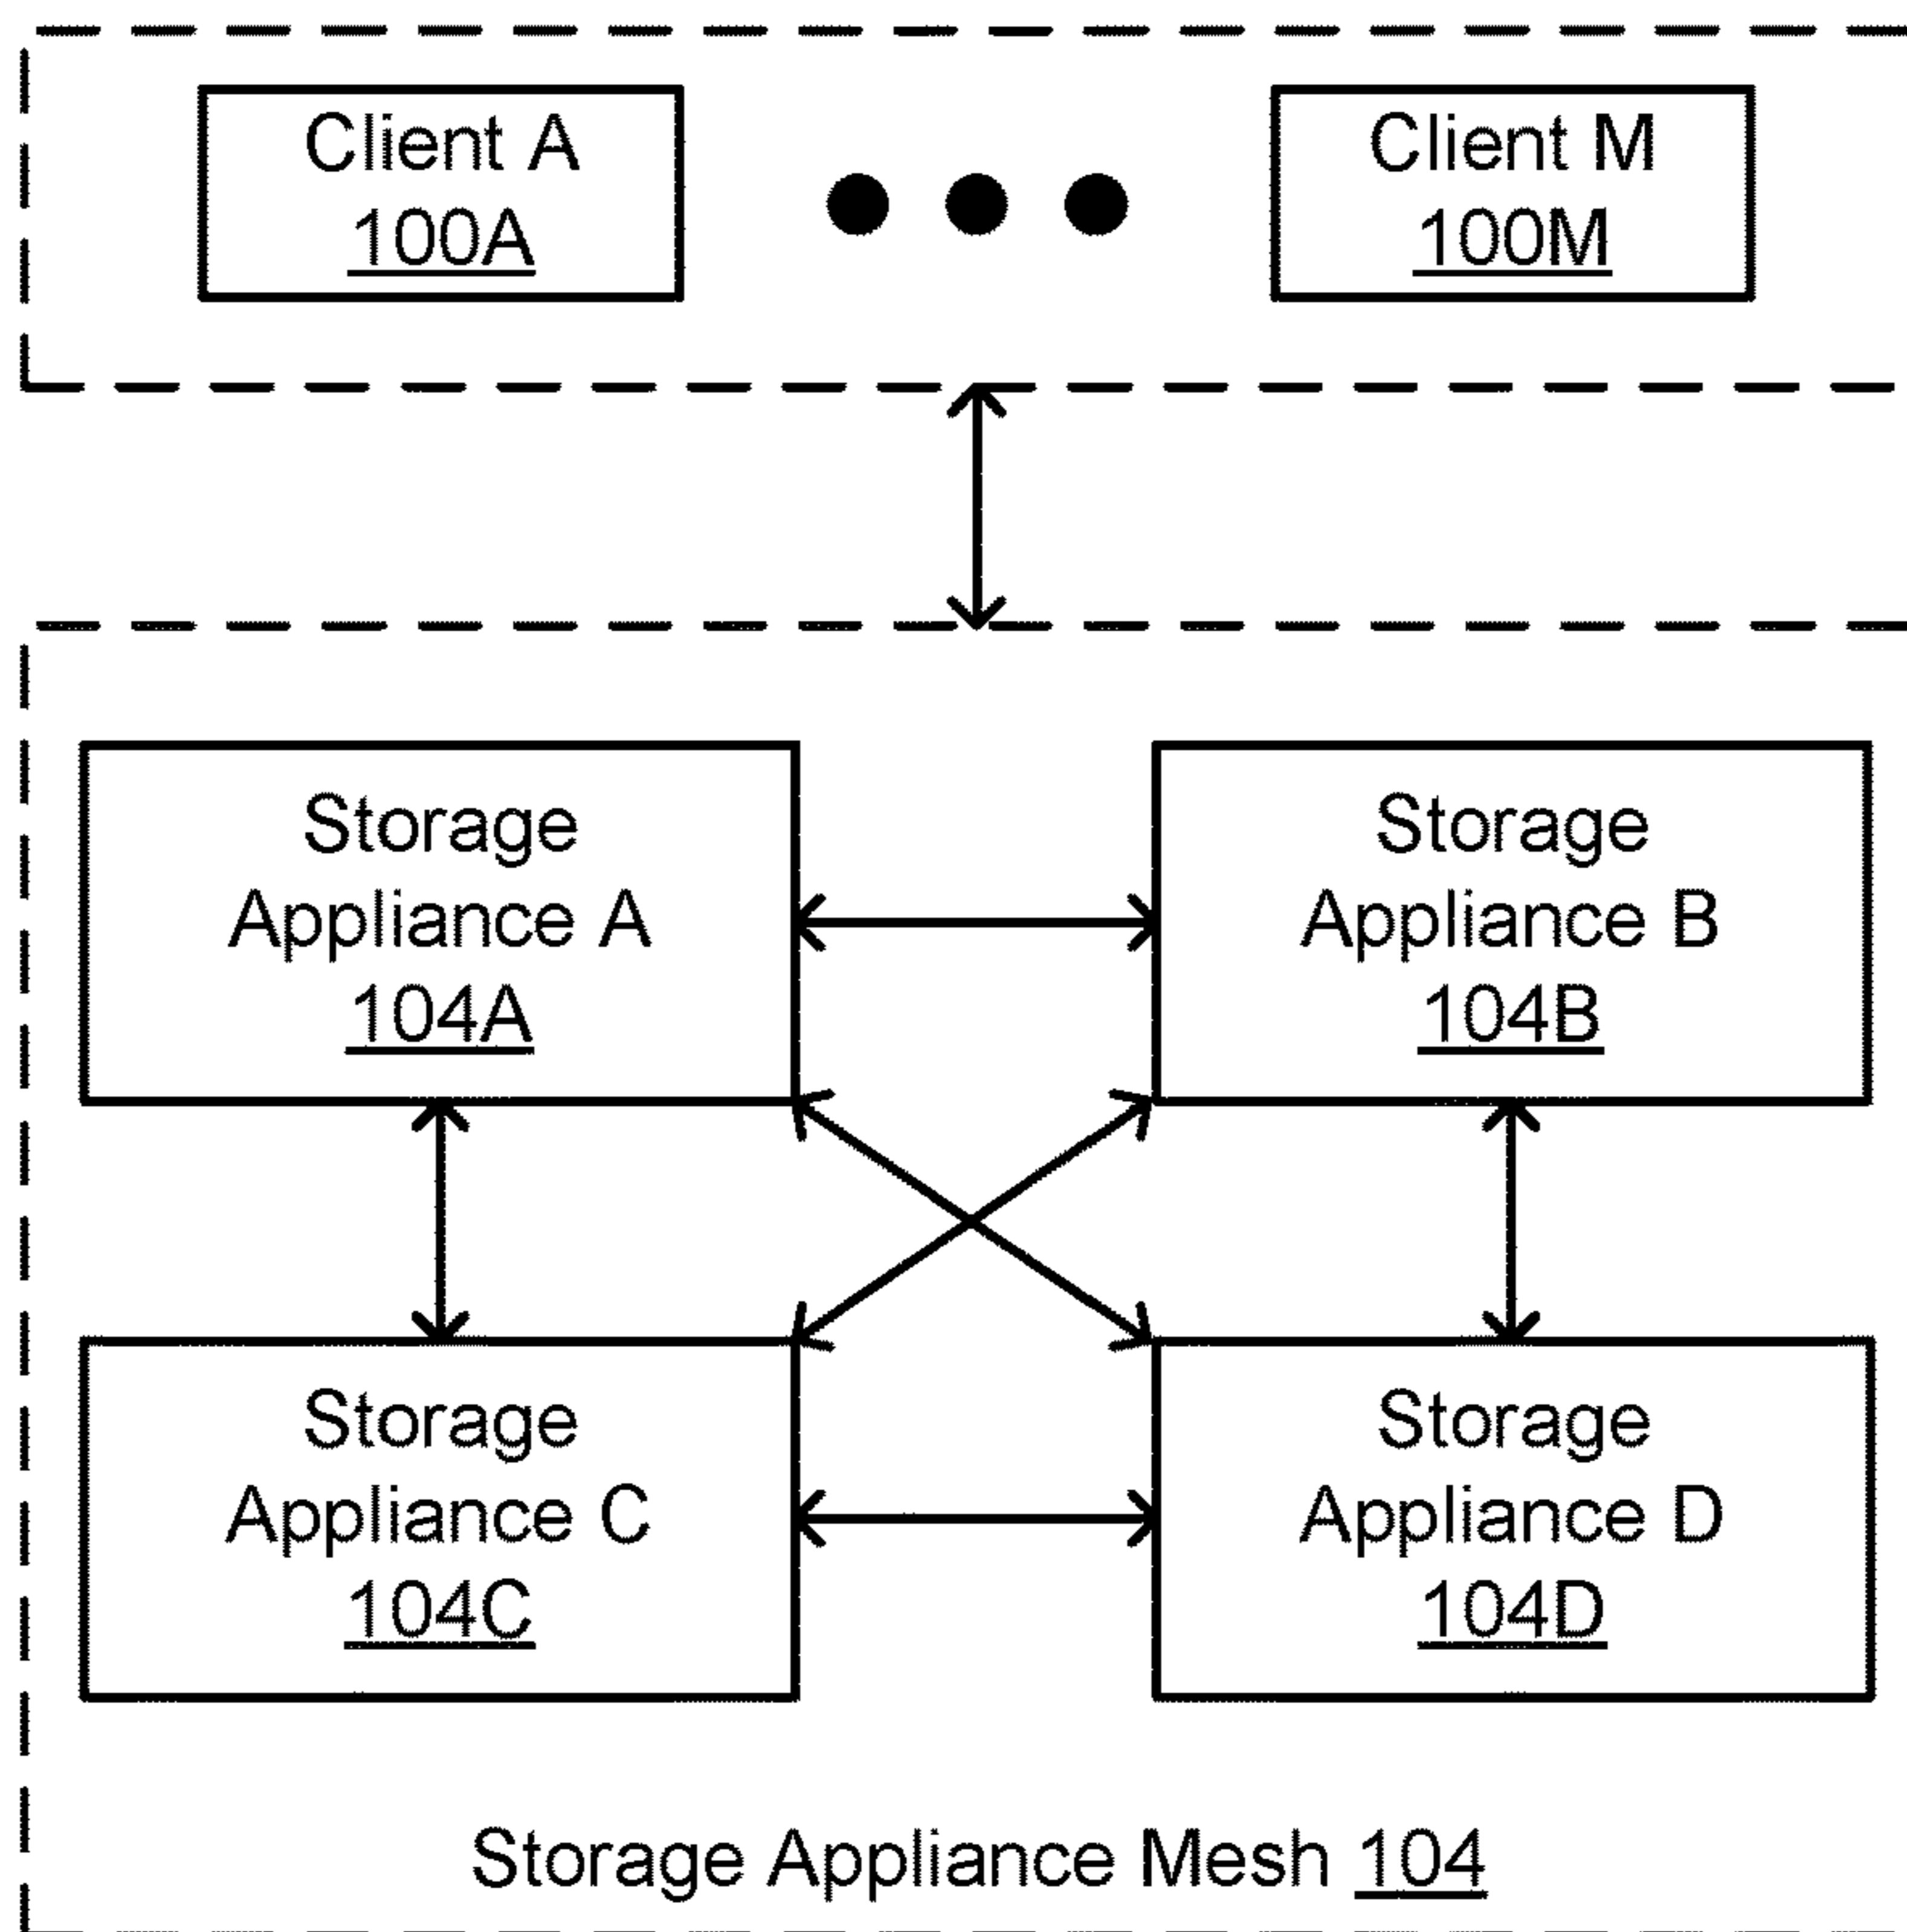 Client A
100A
Client M
100M
Storage
Appliance A
104A
Storage
Appliance B
104B
Storage
Appliance C
104C
Storage
Appliance D
104D
Storage Appliance Mesh 104